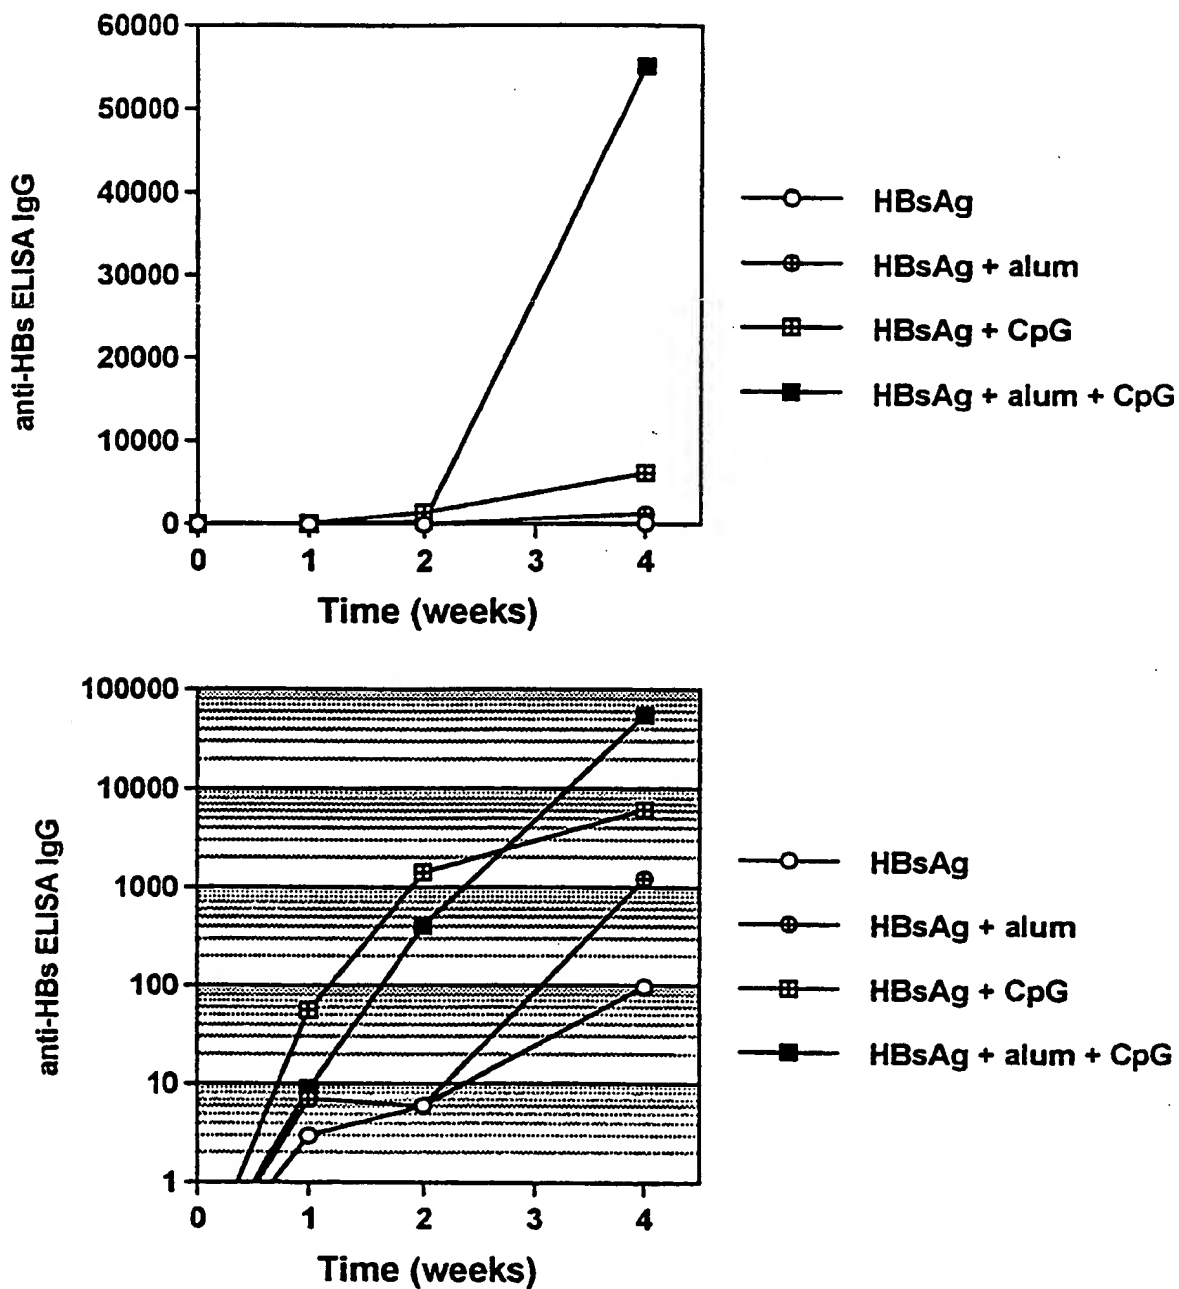 60000
50000
40000
30000
20000
10000
0
anti-HBs ELISA IgG
0 1 2 3 4
Time (weeks)
HBsAg
HBsAg + alum
HBsAg + CpG
HBsAg + alum + CpG
100000
10000
1000
100
10
1
anti-HBs ELISA IgG
0 1 2 3 4
Time (weeks)
HBsAg
HBsAg + alum
HBsAg + CpG
HBsAg + alum + CpG